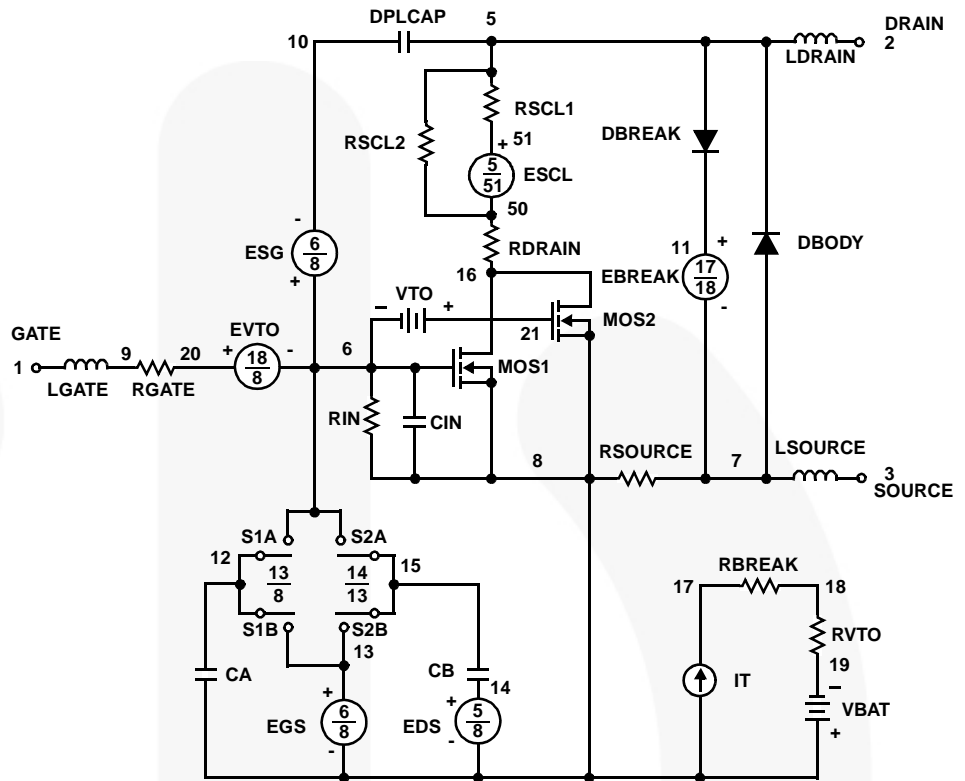 DPLCAP
5
10
DRAIN
2
LDRAIN
RSCL1
RSCL2
+ 51
5
51
ESCL
50
DBREAK
RDRAIN
-
ESG
6
8
+
16
11
+
EBREAK
17
18
-
DBODY
- VTO +
21
MOS2
GATE
1
9
20
LGATE
RGATE
EVTO
+
18
8
-
6
MOS1
RIN
CIN
8
RSOURCE
7
LSOURCE
3
SOURCE
S1A
S2A
12
13
8
14
13
15
S1B
S2B
13
CA
CB
14
+
EGS
6
8
-
+
EDS
5
8
-
RBREAK
17
18
RVTO
19
IT
-
VBAT
+